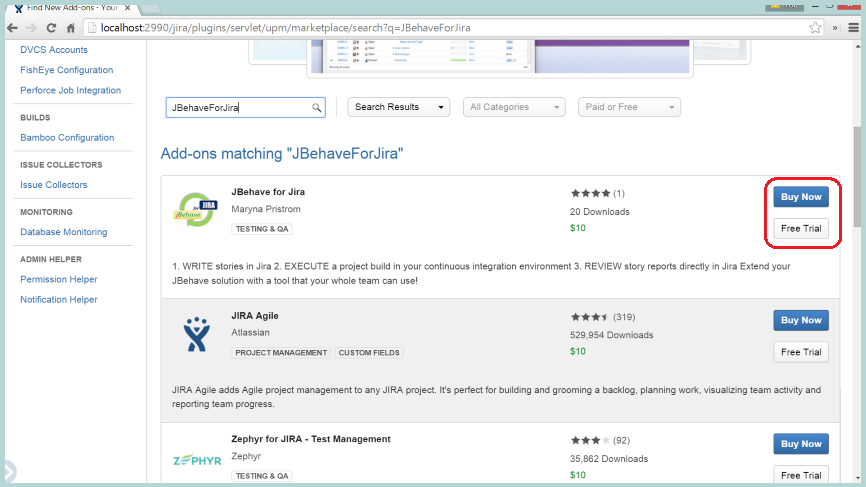 Find New Add-ons - Your
localhost:2990/jira/plugins/servlet/upm/marketplace/search?q=JBehaveForJira
DVCS Accounts
FishEye Configuration
Perforce Job Integration
BUILDS
Bamboo Configuration
ISSUE COLLECTORS
Issue Collectors
MONITORING
Database Monitoring
ADMIN HELPER
Permission Helper
Notification Helper
JBehaveForJira
Search Results
All Categories
Paid or Free
Add-ons matching "JBehaveForJira"
JBehave
JIRA
JBehave for Jira
Maryna Pristrom
TESTING & QA
(1)
20 Downloads
$10
Buy Now
Free Trial
1. WRITE stories in Jira 2. EXECUTE a project build in your continuous integration environment 3. REVIEW story reports directly in Jira Extend your
JBehave solution with a tool that your whole team can use!
JIRA Agile
Atlassian
PROJECT MANAGEMENT CUSTOM FIELDS
(319)
529,954 Downloads
$10
Buy Now
Free Trial
JIRA Agile adds Agile project management to any JIRA project. It's perfect for building and grooming a backlog, planning work, visualizing team activity and
reporting team progress.
ZEPHYR
Zephyr for JIRA - Test Management
Zephyr
TESTING & QA
(92)
35,862 Downloads
$10
Buy Now
Free Trial